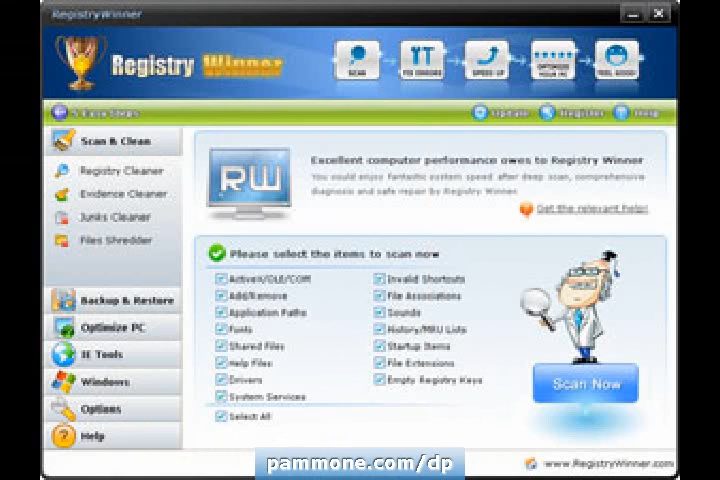 RegistryWinner
Registry Winner
SCAN
FIX ERRORS
SPEED UP
OPTIMIZE YOUR PC
FEEL GOOD!
5 Easy Steps
Update
Register
Help
Scan & Clean
Registry Cleaner
Evidence Cleaner
Junks Cleaner
Files Shredder
Backup & Restore
Optimize PC
IE Tools
Windows
Options
Help
RW
Excellent computer performance owes to Registry Winner
You could enjoy fantastic system speed after deep scan, comprehensive
diagnosis and safe repair by Registry Winner.
Get the relevant help!
Please select the items to scan now
ActiveX/OLE/COM
Invalid Shortcuts
Add/Remove
File Associations
Application Paths
Sounds
Fonts
History/MRU Lists
Shared Files
Startup Items
Help Files
File Extensions
Drivers
Empty Registry Keys
System Services
Select All
Scan Now
pammone.com/dp
www.RegistryWinner.com